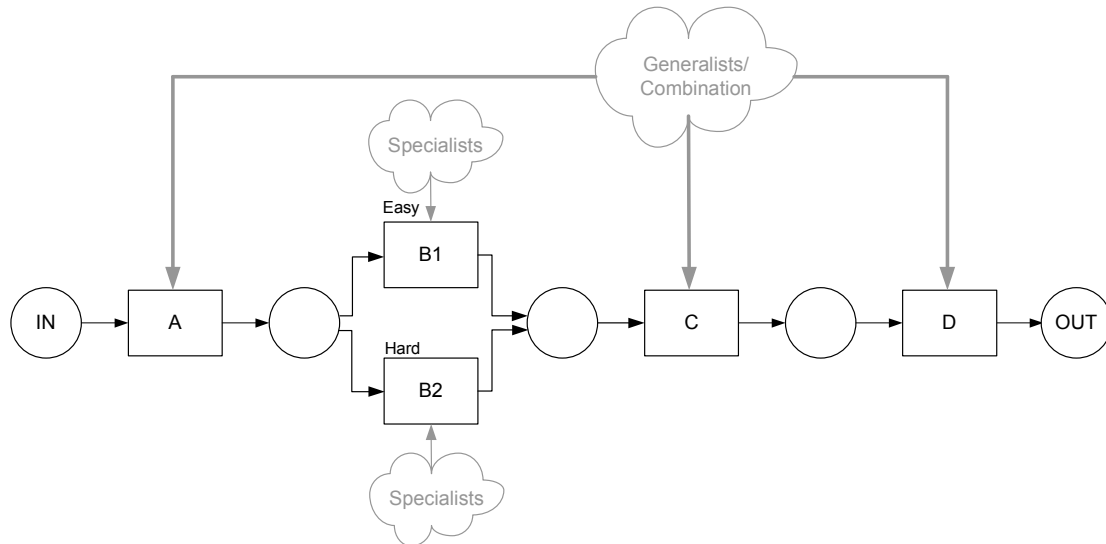 Generalists/
Combination
Specialists
Easy
B1
IN
A
C
D
OUT
Hard
B2
Specialists